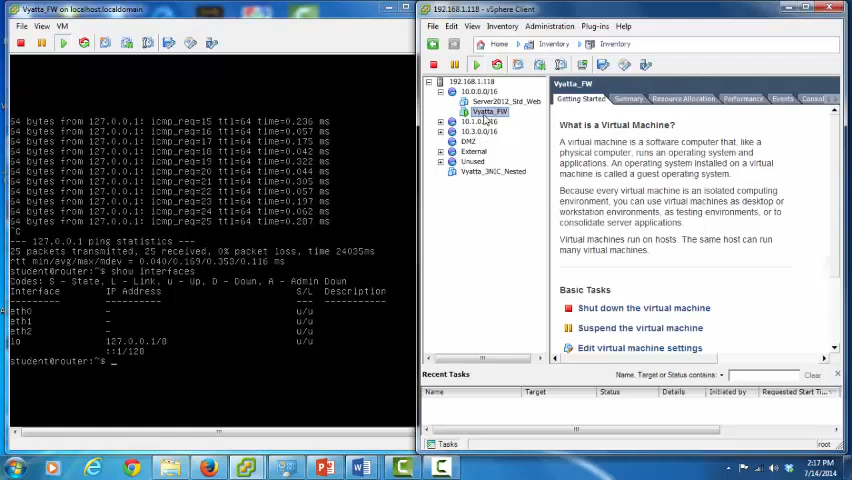 Vyatta_FW on localhost.localdomain
File View VM
64 bytes from 127.0.0.1: icmp_req=15 ttl=64 time=0.236 ms
64 bytes from 127.0.0.1: icmp_req=16 ttl=64 time=0.057 ms
64 bytes from 127.0.0.1: icmp_req=17 ttl=64 time=0.175 ms
64 bytes from 127.0.0.1: icmp_req=18 ttl=64 time=0.099 ms
64 bytes from 127.0.0.1: icmp_req=19 ttl=64 time=0.322 ms
64 bytes from 127.0.0.1: icmp_req=20 ttl=64 time=0.044 ms
64 bytes from 127.0.0.1: icmp_req=21 ttl=64 time=0.305 ms
64 bytes from 127.0.0.1: icmp_req=22 ttl=64 time=0.057 ms
64 bytes from 127.0.0.1: icmp_req=23 ttl=64 time=0.197 ms
64 bytes from 127.0.0.1: icmp_req=24 ttl=64 time=0.062 ms
64 bytes from 127.0.0.1: icmp_req=25 ttl=64 time=0.207 ms
^C
--- 127.0.0.1 ping statistics ---
25 packets transmitted, 25 received, 0% packet loss, time 24035ms
rtt min/avg/max/mdev = 0.040/0.169/0.353/0.116 ms
student@router:~$ show interfaces
Codes: S - State, L - Link, u - Up, D - Down, A - Admin Down
Interface IP Address S/L Description
--------- ---------- --- -----------
eth0 - u/u
eth1 - u/u
eth2 - u/u
lo 127.0.0.1/8 u/u
::1/128
student@router:~$ _
192.168.1.118 - vSphere Client
File Edit View Inventory Administration Plug-ins Help
Home Inventory Inventory
192.168.1.118
10.0.0.0/16
Server2012_Std_Web
Vyatta_FW
10.1.0.0/16
10.3.0.0/16
DMZ
External
Unused
Vyatta_3NIC_Nested
Vyatta_FW
Getting Started Summary Resource Allocation Performance Events Consol
What is a Virtual Machine?
A virtual machine is a software computer that, like a
physical computer, runs an operating system and
applications. An operating system installed on a virtual
machine is called a guest operating system.
Because every virtual machine is an isolated computing
environment, you can use virtual machines as desktop or
workstation environments, as testing environments, or to
consolidate server applications.
Virtual machines run on hosts. The same host can run
many virtual machines.
Basic Tasks
Shut down the virtual machine
Suspend the virtual machine
Edit virtual machine settings
Recent Tasks
Name, Target or Status contains: Clear
Name Target Status Details Initiated by Requested Start Ti...
Tasks root
2:17 PM
7/14/2014